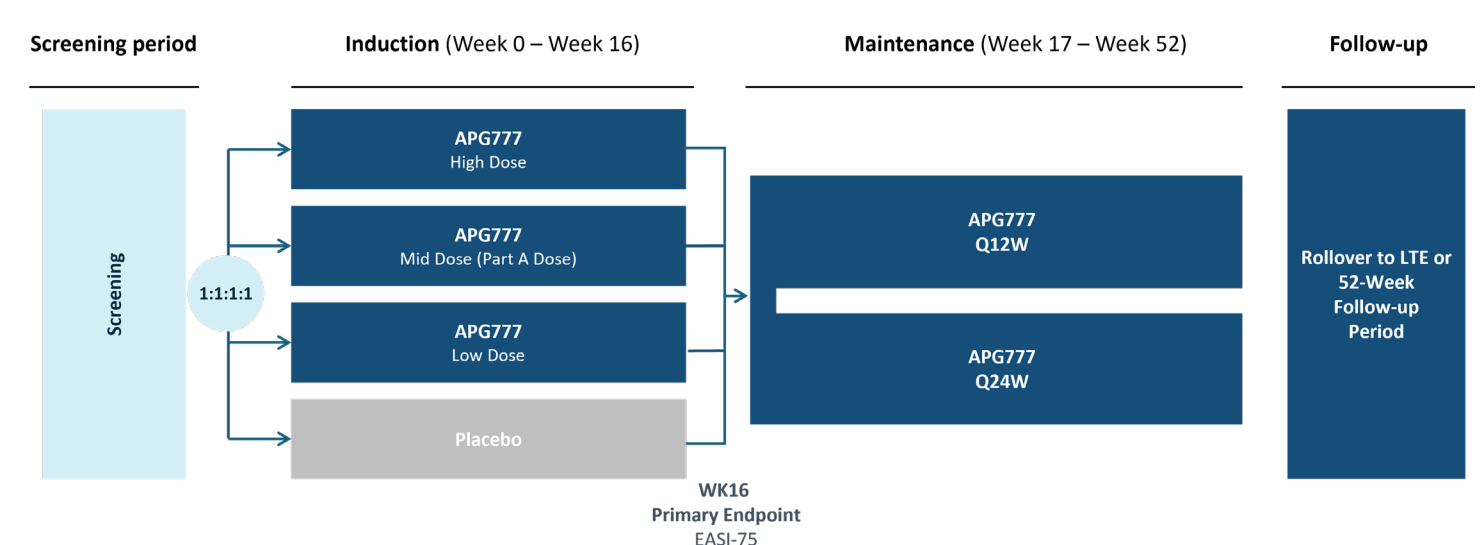 Screening period
Induction (Week 0 – Week 16)
Maintenance (Week 17 – Week 52)
Follow-up
Screening
1:1:1:1
APG777
High Dose
APG777
Mid Dose (Part A Dose)
APG777
Low Dose
Placebo
WK16
Primary Endpoint
EASI-75
APG777
Q12W
APG777
Q24W
Rollover to LTE or
52-Week
Follow-up
Period